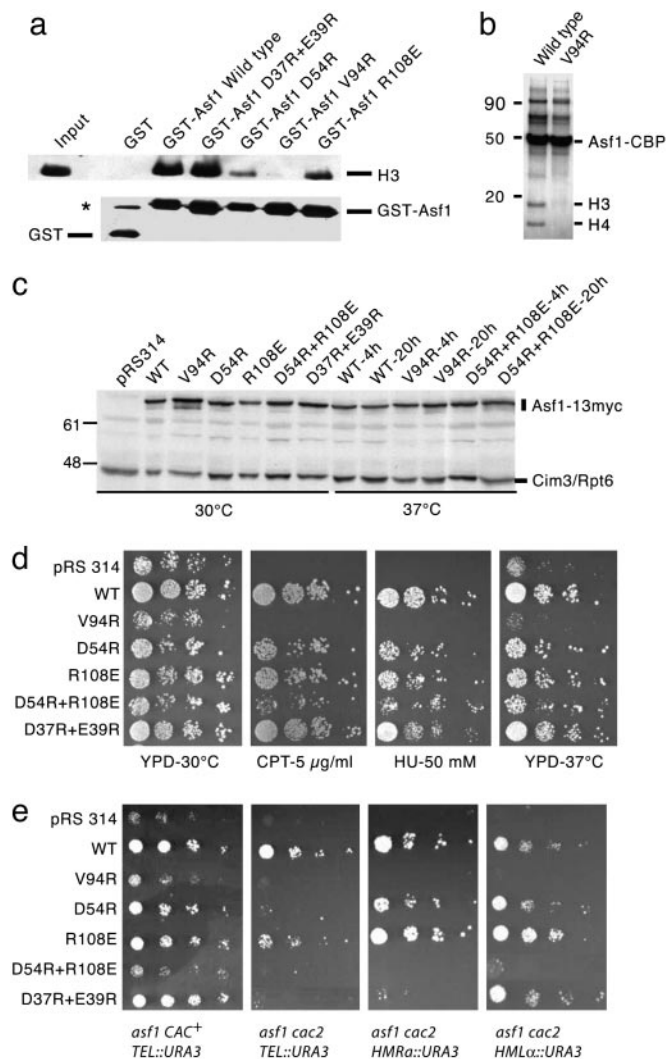 a
Input
GST
GST-Asf1 Wild type
GST-Asf1 D37R+E39R
GST-Asf1 D54R
GST-Asf1 V94R
GST-Asf1 R108E
H3
*
GST-Asf1
GST
b
Wild type
V94R
90
50
Asf1-CBP
20
H3
H4
c
pRS314
WT
V94R
D54R
R108E
D54R+R108E
D37R+E39R
WT-4h
WT-20h
V94R-4h
V94R-20h
D54R+R108E-4h
D54R+R108E-20h
Asf1-13myc
61
48
Cim3/Rpt6
30°C
37°C
d
pRS 314
WT
V94R
D54R
R108E
D54R+R108E
D37R+E39R
YPD-30°C
CPT-5 µg/ml
HU-50 mM
YPD-37°C
e
pRS 314
WT
V94R
D54R
R108E
D54R+R108E
D37R+E39R
asf1 CAC+
TEL::URA3
asf1 cac2
TEL::URA3
asf1 cac2
HMRa::URA3
asf1 cac2
HMLα::URA3